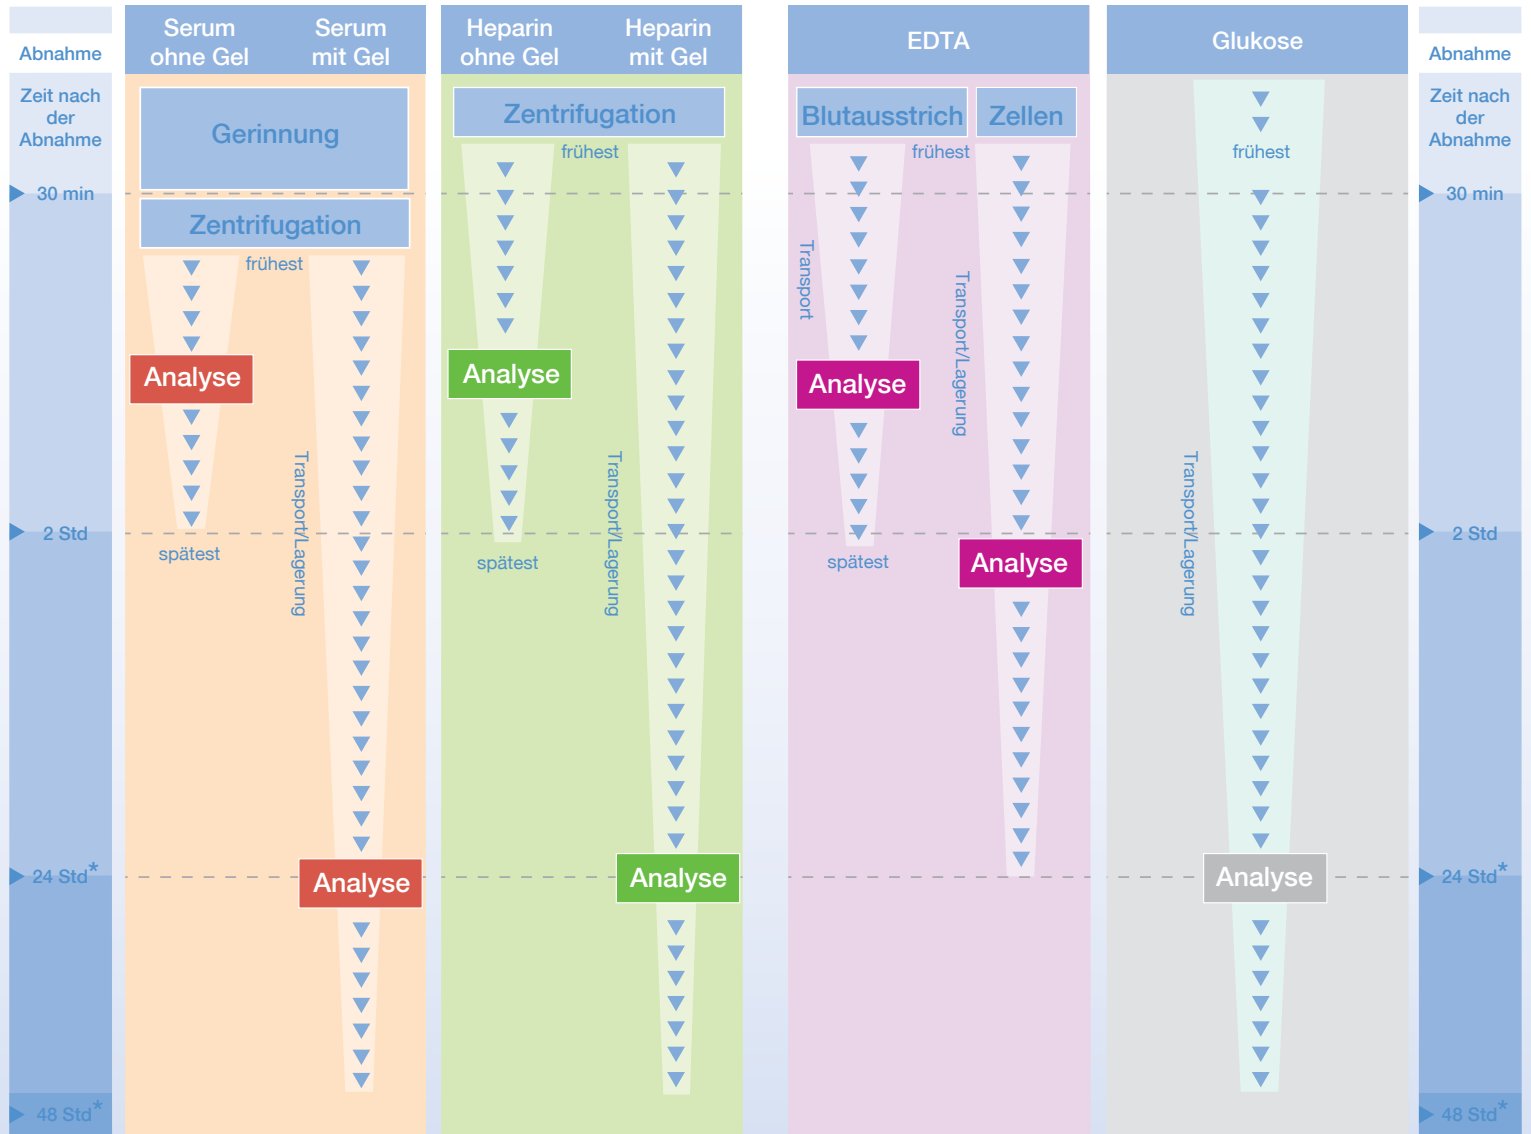 Abnahme
Zeit nach
der
Abnahme
30 min
2 Std
24 Std*
48 Std*
Serum
ohne Gel
Serum
mit Gel
Gerinnung
Zentrifugation
frühest
Analyse
spätest
Transport/Lagerung
Analyse
Heparin
ohne Gel
Heparin
mit Gel
Zentrifugation
frühest
Analyse
spätest
Transport/Lagerung
Analyse
EDTA
Blutausstrich
Zellen
frühest
Transport
Transport/Lagerung
Analyse
spätest
Analyse
Glukose
frühest
Transport/Lagerung
Analyse
Abnahme
Zeit nach
der
Abnahme
30 min
2 Std
24 Std*
48 Std*